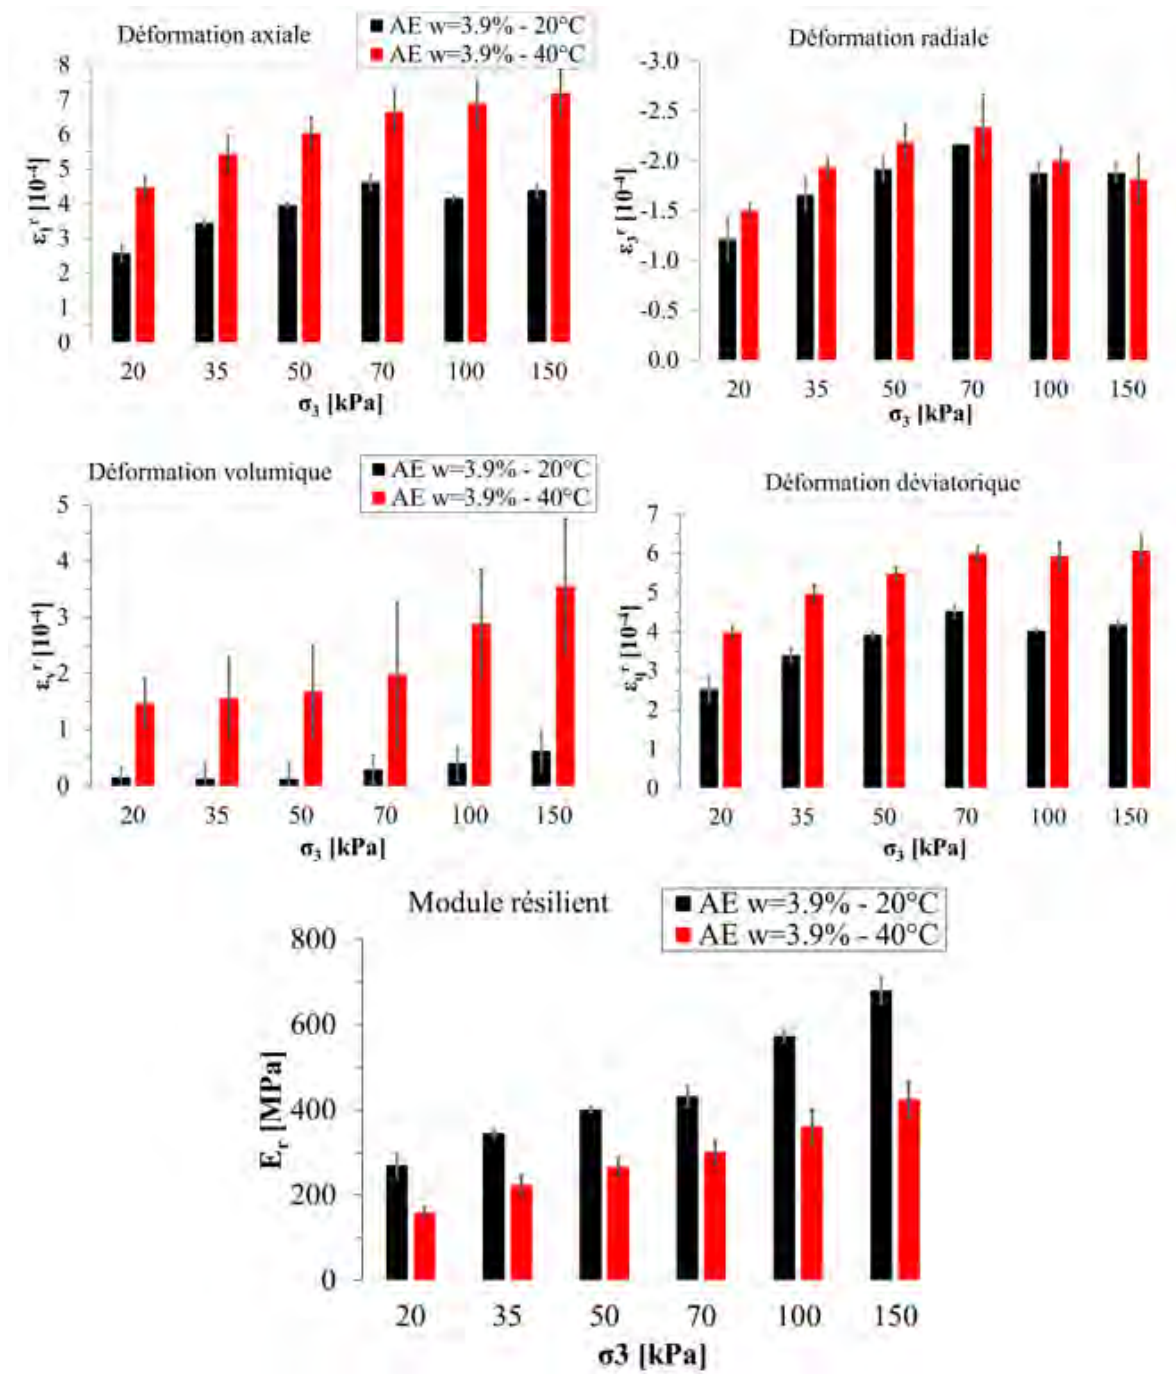 Déformation axiale
AE w=3.9% - 20°C
AE w=3.9% - 40°C
8
7
6
5
4
3
2
1
0
ε₁ʳ [10⁻⁴]
20 35 50 70 100 150
σ₃ [kPa]
Déformation radiale
-3.0
-2.5
-2.0
-1.5
-1.0
-0.5
0.0
ε₃ʳ [10⁻⁴]
20 35 50 70 100 150
σ₃ [kPa]
Déformation volumique
AE w=3.9% - 20°C
AE w=3.9% - 40°C
5
4
3
2
1
0
εᵥʳ [10⁻⁴]
20 35 50 70 100 150
σ₃ [kPa]
Déformation déviatorique
7
6
5
4
3
2
1
0
[10⁻⁴]
20 35 50 70 100 150
σ₃ [kPa]
Module résilient
AE w=3.9% - 20°C
AE w=3.9% - 40°C
800
600
400
200
0
Eᵣ [MPa]
20 35 50 70 100 150
σ3 [kPa]